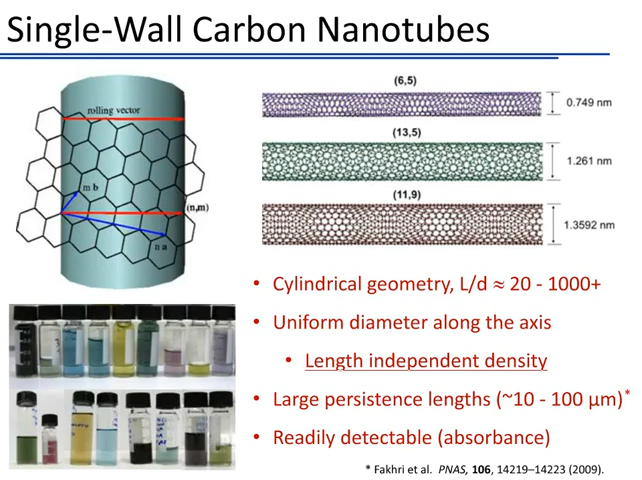 Single-Wall Carbon Nanotubes
rolling vector
m b
(n,m)
n a
(6,5)
0.749 nm
(13,5)
1.261 nm
(11,9)
1.3592 nm
• Cylindrical geometry, L/d ≈ 20 - 1000+
• Uniform diameter along the axis
• Length independent density
• Large persistence lengths (~10 - 100 μm)*
• Readily detectable (absorbance)
* Fakhri et al. PNAS, 106, 14219–14223 (2009).